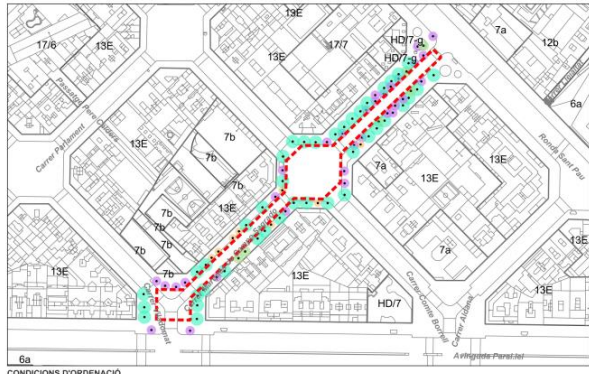 13E
17/6
13E
13E
17/7
HD/7-g
HD/7-g
7a
12b
6a
Passatge Pere Calders
Carrer Parlament
Ronda Sant Pau
13E
7b
7b
7b
13E
7a
13E
13E
7b
7b
7b
7b
7a
13E
13E
13E
HD/7
Carrer Comte Borrell
Carrer Aldana
13E
Avinguda Paral.lel
6a
CONDICIONS D'ORDENACIÓ